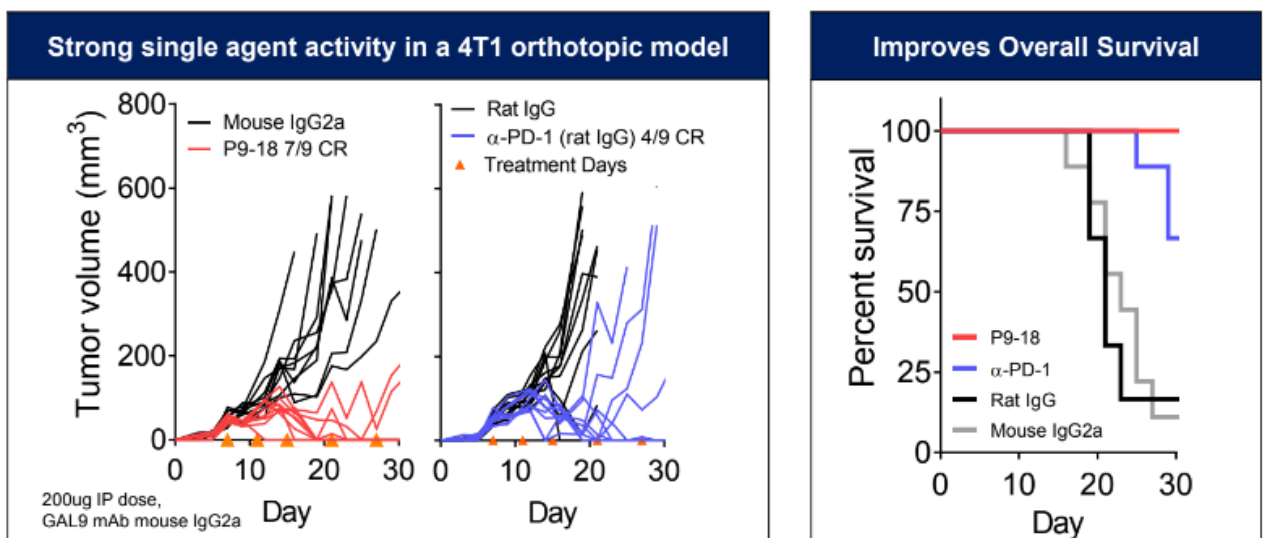 Strong single agent activity in a 4T1 orthotopic model
Tumor volume (mm³)
800
600
400
200
0
Mouse IgG2a
P9-18 7/9 CR
0 10 20 30
Day
200ug IP dose,
GAL9 mAb mouse IgG2a
Rat IgG
α-PD-1 (rat IgG) 4/9 CR
Treatment Days
0 10 20 30
Day
Improves Overall Survival
Percent survival
100
75
50
25
0
P9-18
α-PD-1
Rat IgG
Mouse IgG2a
0 10 20 30
Day